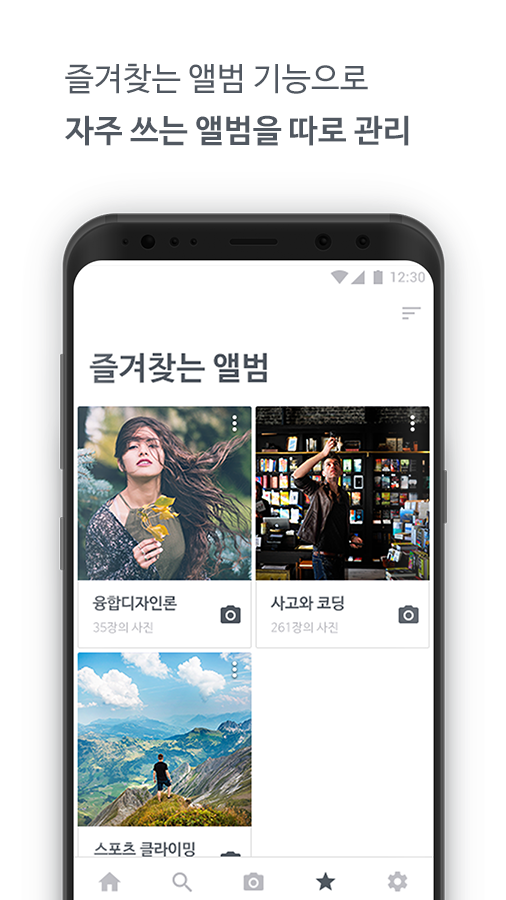 즐겨찾는 앨범 기능으로
자주 쓰는 앨범을 따로 관리
12:30
즐겨찾는 앨범
융합디자인론
35장의 사진
사고와 코딩
261장의 사진
스포츠 클라이밍